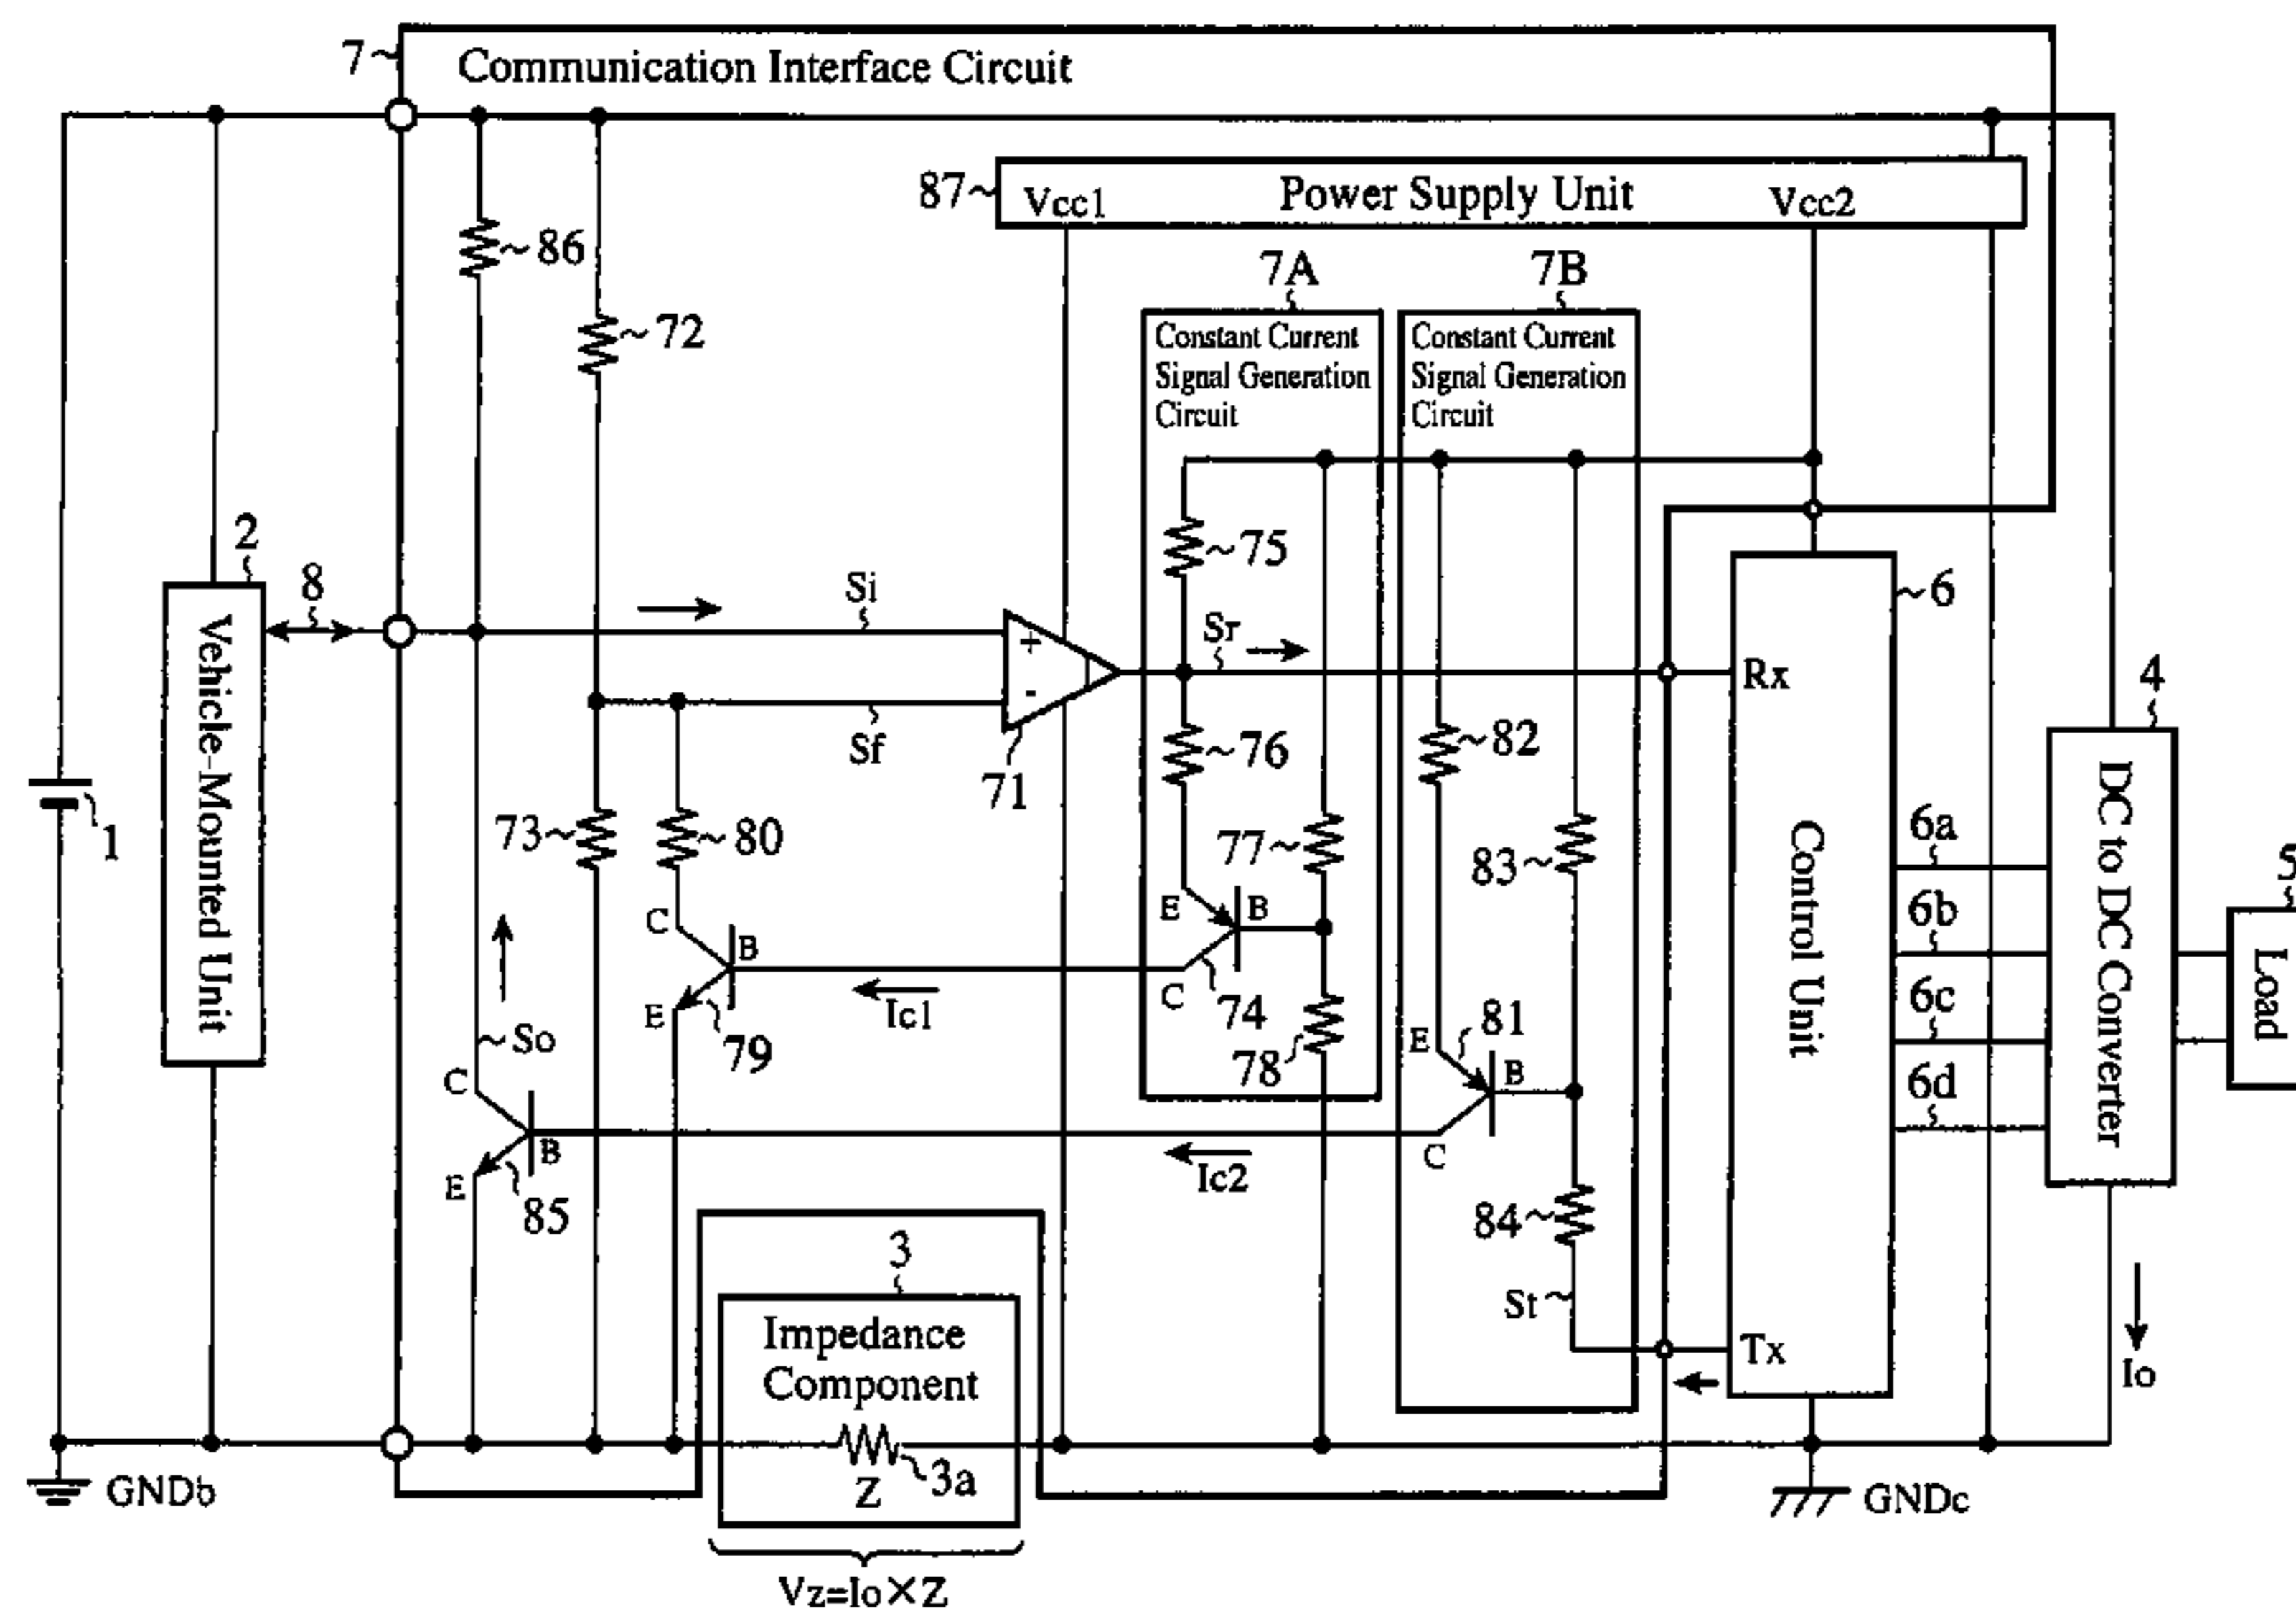 7
Communication Interface Circuit
87
Vcc1
Power Supply Unit
Vcc2
86
72
7A
7B
Constant Current
Signal Generation
Circuit
Constant Current
Signal Generation
Circuit
2
8
Si
75
Sr
6
+
-
Rx
4
Sf
71
76
82
Vehicle-Mounted Unit
1
73
80
77
83
Control Unit
6a
6b
6c
6d
DC to DC Converter
5
Load
C
B
E
79
Ic1
E
B
C
74
78
E
81
B
C
So
C
B
E
85
Ic2
84
St
3
Impedance
Component
Z
3a
Tx
Io
GNDb
GNDc
Vz=Io×Z